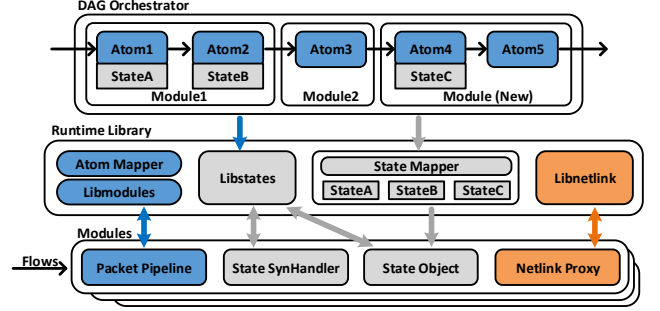 DAG Orchestrator
Atom1 Atom2 Atom3 Atom4 Atom5
StateA StateB StateC
Module1 Module2 Module (New)
Runtime Library
Atom Mapper
Libmodules
Libstates
State Mapper
StateA StateB StateC
Libnetlink
Modules
Flows
Packet Pipeline State SynHandler State Object Netlink Proxy